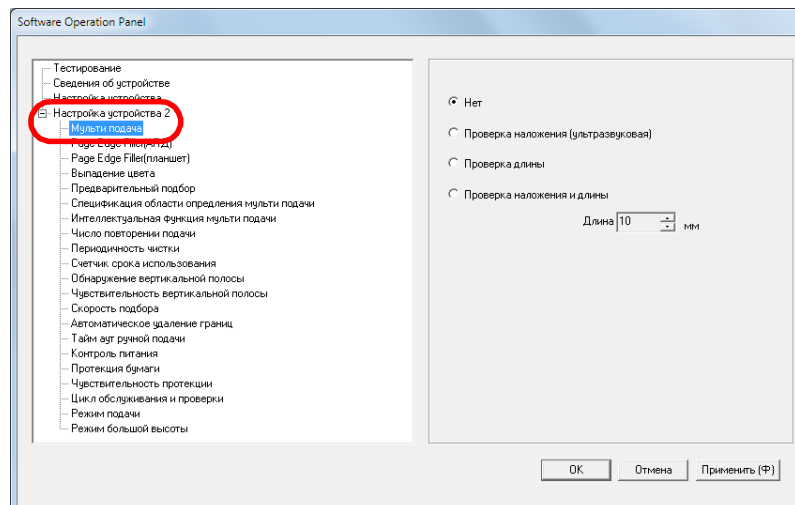 Software Operation Panel
Тестирование
Сведения об устройстве
Настройка устройства
Настройка устройства 2
Мульти подача
Page Edge Filler(АПД)
Page Edge Filler(планшет)
Выпадение цвета
Предварительный подбор
Спецификация области опредления мульти подачи
Интеллектуальная функция мульти подачи
Число повторении подачи
Периодичность чистки
Счетчик срока использования
Обнаружение вертикальной полосы
Чувствительность вертикальной полосы
Скорость подбора
Автоматическое удаление границ
Тайм аут ручной подачи
Контроль питания
Протекция бумаги
Чувствительность протекции
Цикл обслуживания и проверки
Режим подачи
Режим большой высоты
Нет
Проверка наложения (ультразвуковая)
Проверка длины
Проверка наложения и длины
Длина 10 мм
OK Отмена Применить (Ф)